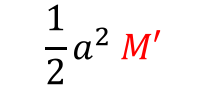 1/2 a² M′